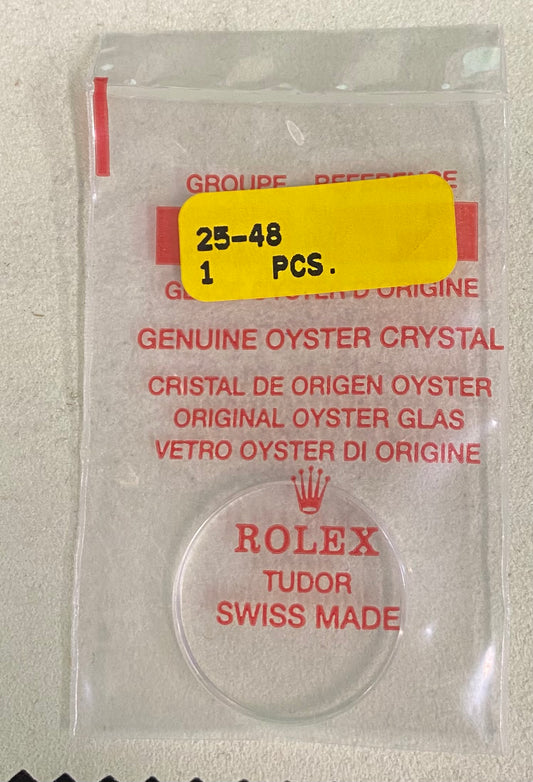 GROUPE REFERENCE
25-48
1 PCS.
D'ORIGINE
GENUINE OYSTER CRYSTAL
CRISTAL DE ORIGEN OYSTER
ORIGINAL OYSTER GLAS
VETRO OYSTER DI ORIGINE
ROLEX
TUDOR
SWISS MADE